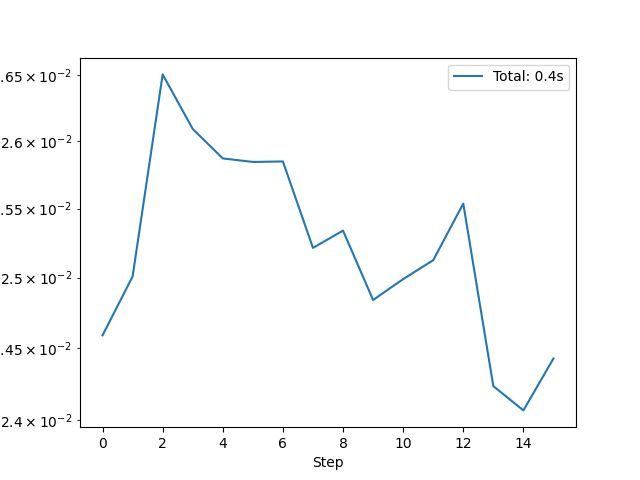 Total: 0.4s
.65 × 10⁻²
2.6 × 10⁻²
.55 × 10⁻²
2.5 × 10⁻²
.45 × 10⁻²
2.4 × 10⁻²
0 2 4 6 8 10 12 14
Step